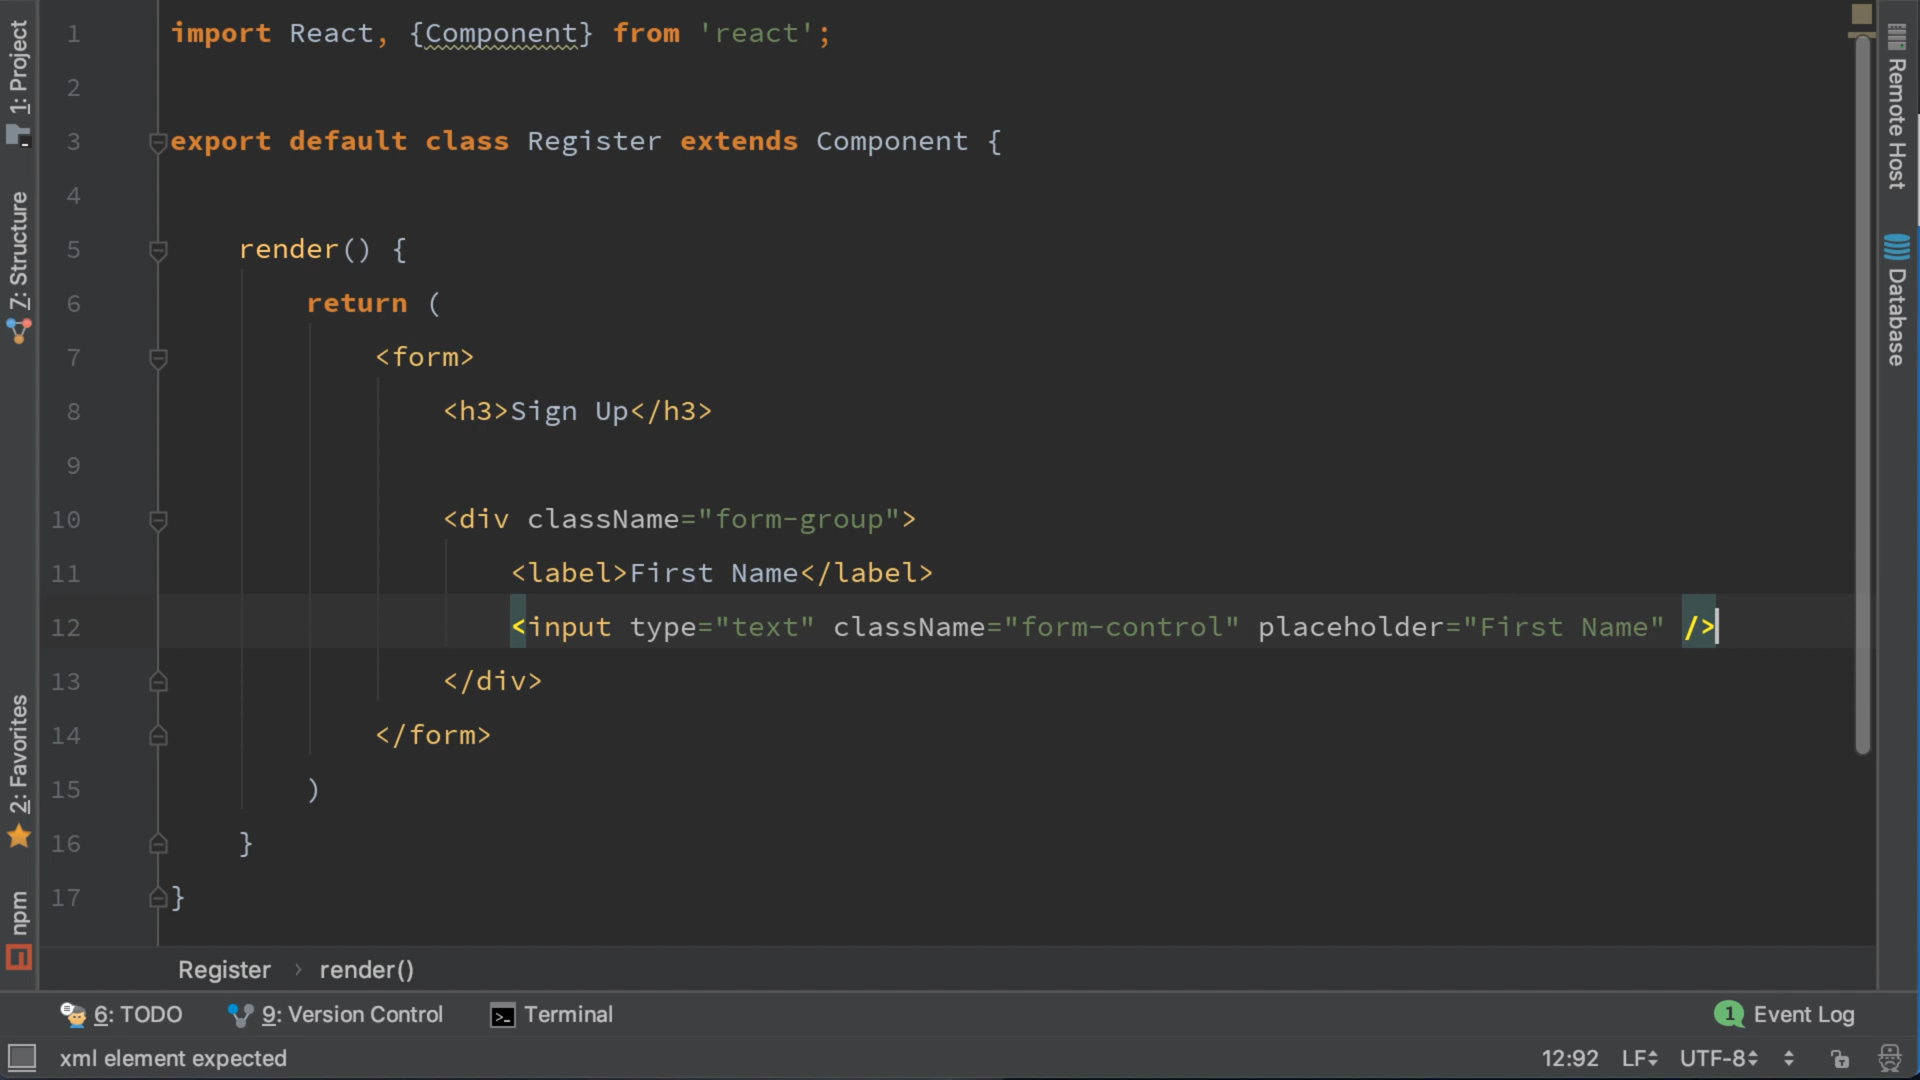 1: Project
7: Structure
2: Favorites
npm
1 import React, {Component} from 'react';
2
3 export default class Register extends Component {
4
5 render() {
6 return (
7 <form>
8 <h3>Sign Up</h3>
9
10 <div className="form-group">
11 <label>First Name</label>
12 <input type="text" className="form-control" placeholder="First Name" />
13 </div>
14 </form>
15 )
16 }
17 }
Remote Host
Database
Register › render()
6: TODO 9: Version Control Terminal 1 Event Log
xml element expected 12:92 LF UTF-8